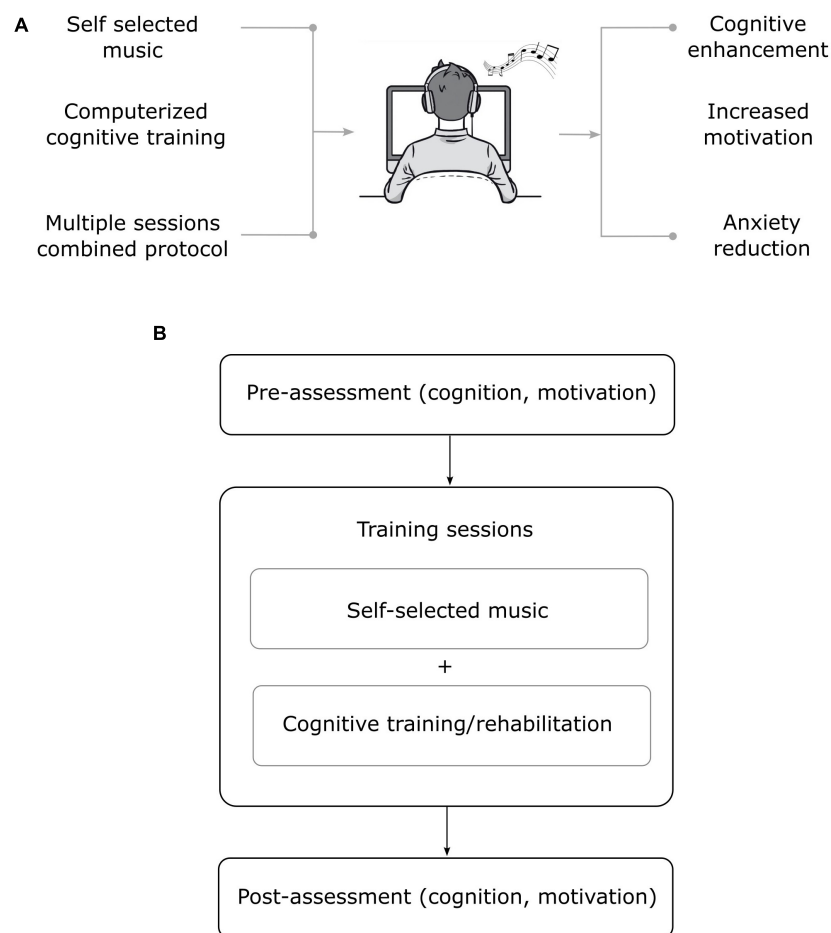 A
Self selected
music
Computerized
cognitive training
Multiple sessions
combined protocol
Cognitive
enhancement
Increased
motivation
Anxiety
reduction
B
Pre-assessment (cognition, motivation)
Training sessions
Self-selected music
+
Cognitive training/rehabilitation
Post-assessment (cognition, motivation)